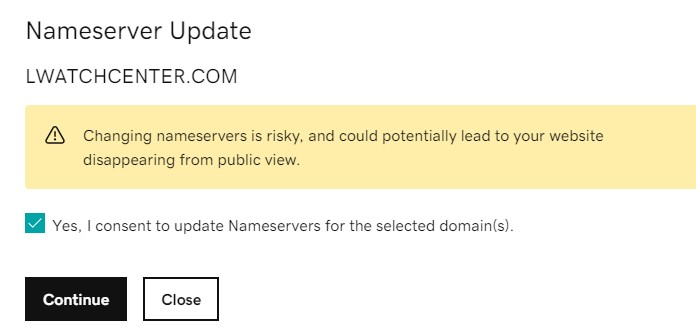 Nameserver Update
LWATCHCENTER.COM
Changing nameservers is risky, and could potentially lead to your website
disappearing from public view.
Yes, I consent to update Nameservers for the selected domain(s).
Continue Close